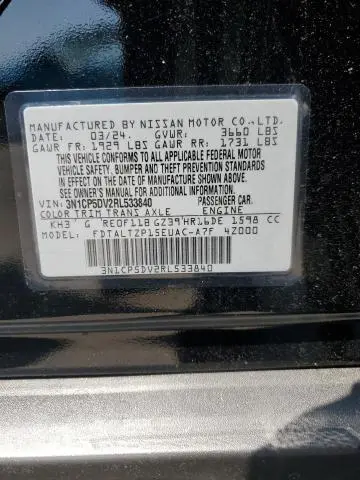 MANUFACTURED BY NISSAN MOTOR CO.,LTD.
DATE: 03/24. GVWR: 3660 LBS
GAWR FR: 1929 LBS GAWR RR: 1731 LBS
THIS VEHICLE CONFORMS TO ALL APPLICABLE FEDERAL MOTOR
VEHICLE SAFETY, BUMPER AND THEFT PREVENTION STANDARDS
IN EFFECT ON THE DATE OF MANUFACTURE SHOWN ABOVE.
SEE OWNER'S MANUAL FOR ADDITIONAL INFORMATION.
VIN: 3N1CP5DV2RL533840 PASSENGER CAR
COLOR TRIM TRANS AXLE ENGINE
KH3 G RE0F11B GZ39 HR16DE 1598 CC
MODEL: FDTALTZP15EUAC-A7F 4Z000
3N1CP5DV2RL533840